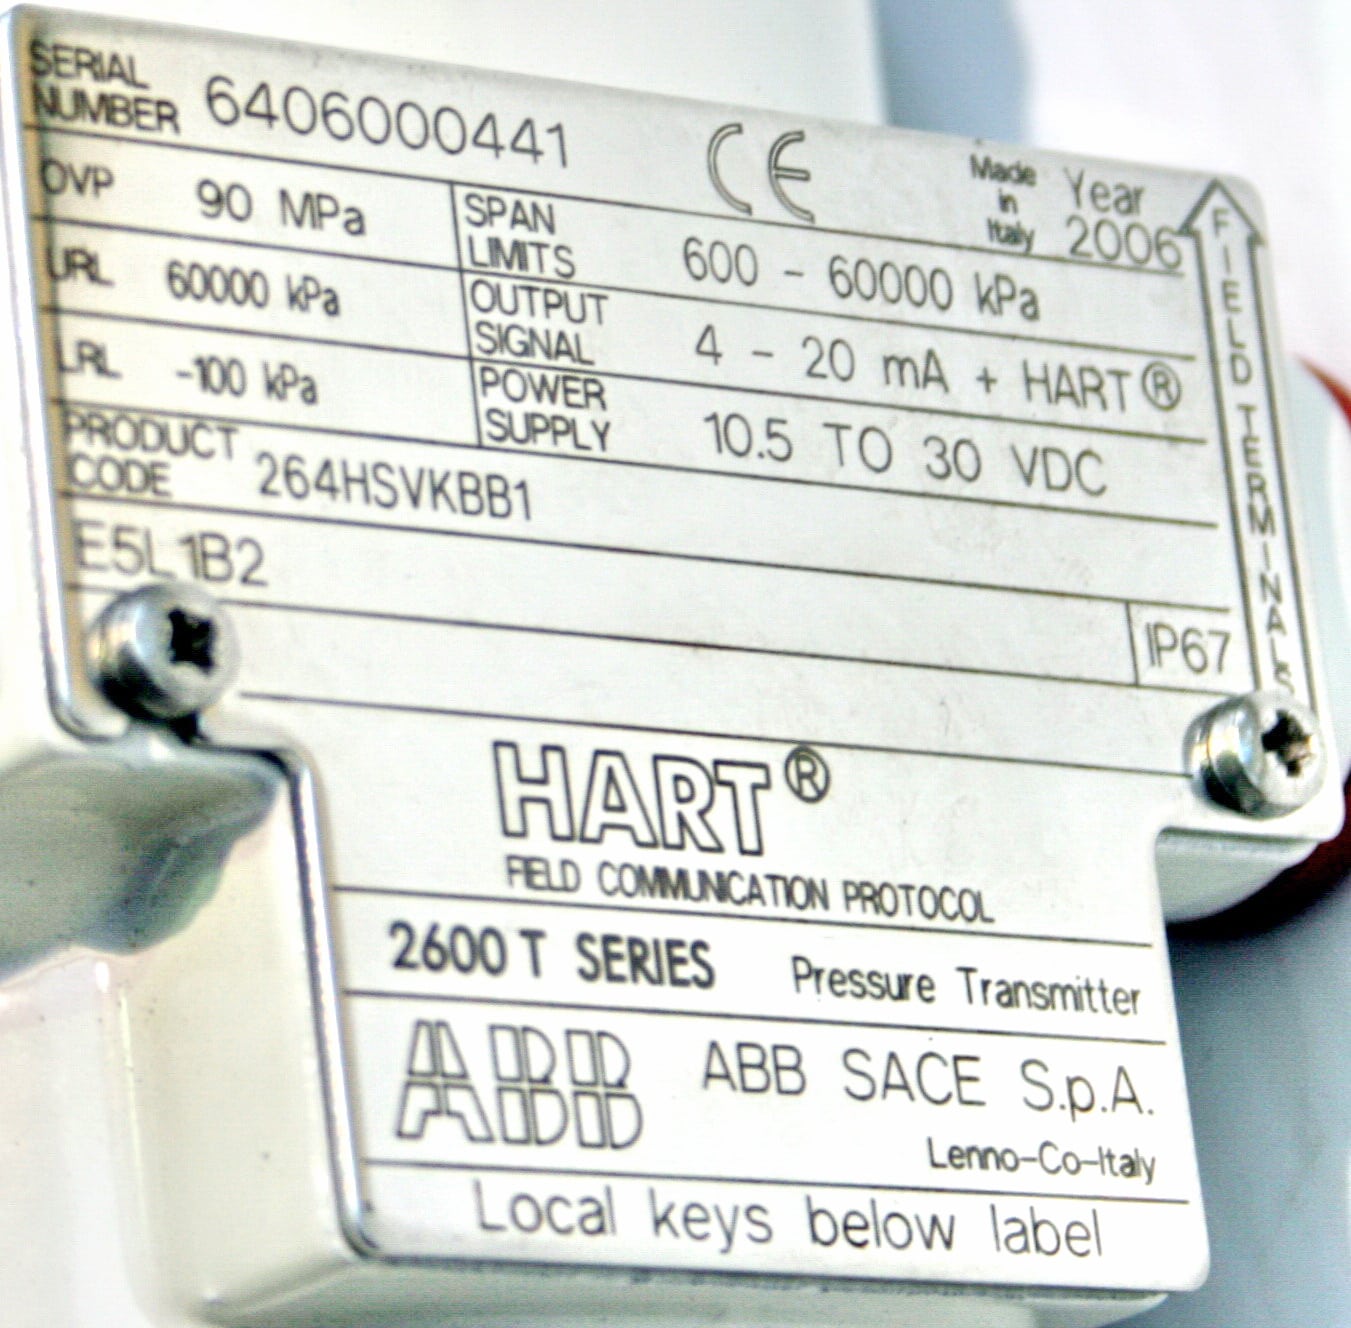 SERIAL NUMBER 6406000441
CE
Made in Italy
Year 2006
OVP 90 MPa
SPAN LIMITS 600 - 60000 kPa
URL 60000 kPa
OUTPUT SIGNAL 4 - 20 mA + HART®
LRL -100 kPa
POWER SUPPLY 10.5 TO 30 VDC
PRODUCT CODE 264HSVKBB1
E5L1B2
IP67
FIELD TERMINALS
HART®
FIELD COMMUNICATION PROTOCOL
2600 T SERIES Pressure Transmitter
ABB ABB SACE S.p.A.
Lenno-Co-Italy
Local keys below label